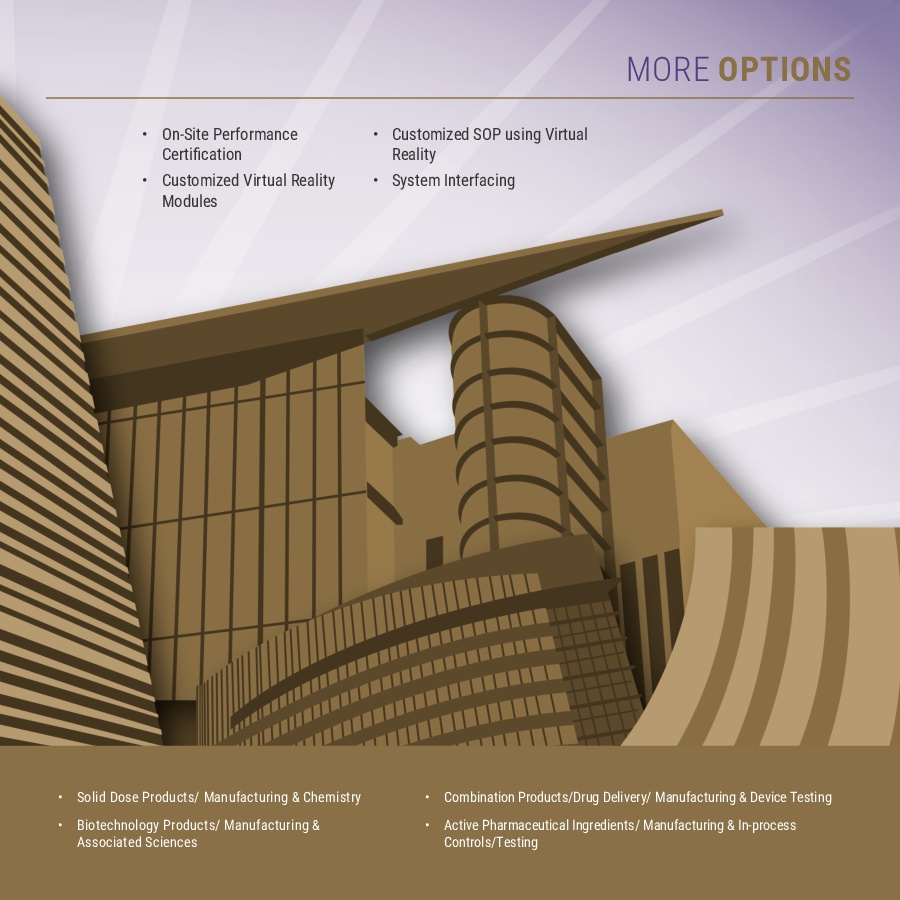 MORE OPTIONS
• On-Site Performance
Certification
• Customized Virtual Reality
Modules
• Customized SOP using Virtual
Reality
• System Interfacing
• Solid Dose Products/ Manufacturing & Chemistry
• Biotechnology Products/ Manufacturing &
Associated Sciences
• Combination Products/Drug Delivery/ Manufacturing & Device Testing
• Active Pharmaceutical Ingredients/ Manufacturing & In-process
Controls/Testing